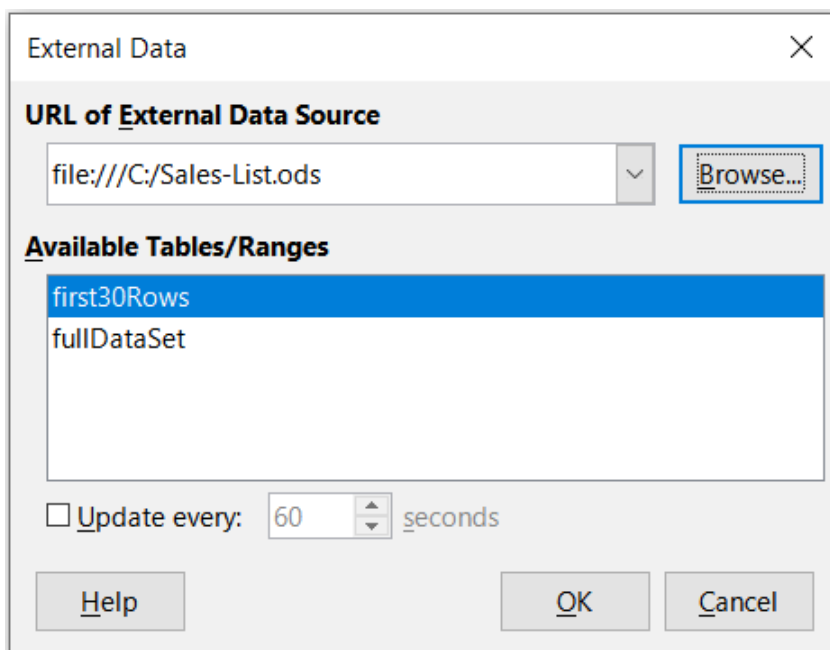 External Data
URL of External Data Source
file:///C:/Sales-List.ods
Browse...
Available Tables/Ranges
first30Rows
fullDataSet
Update every: 60 seconds
Help OK Cancel